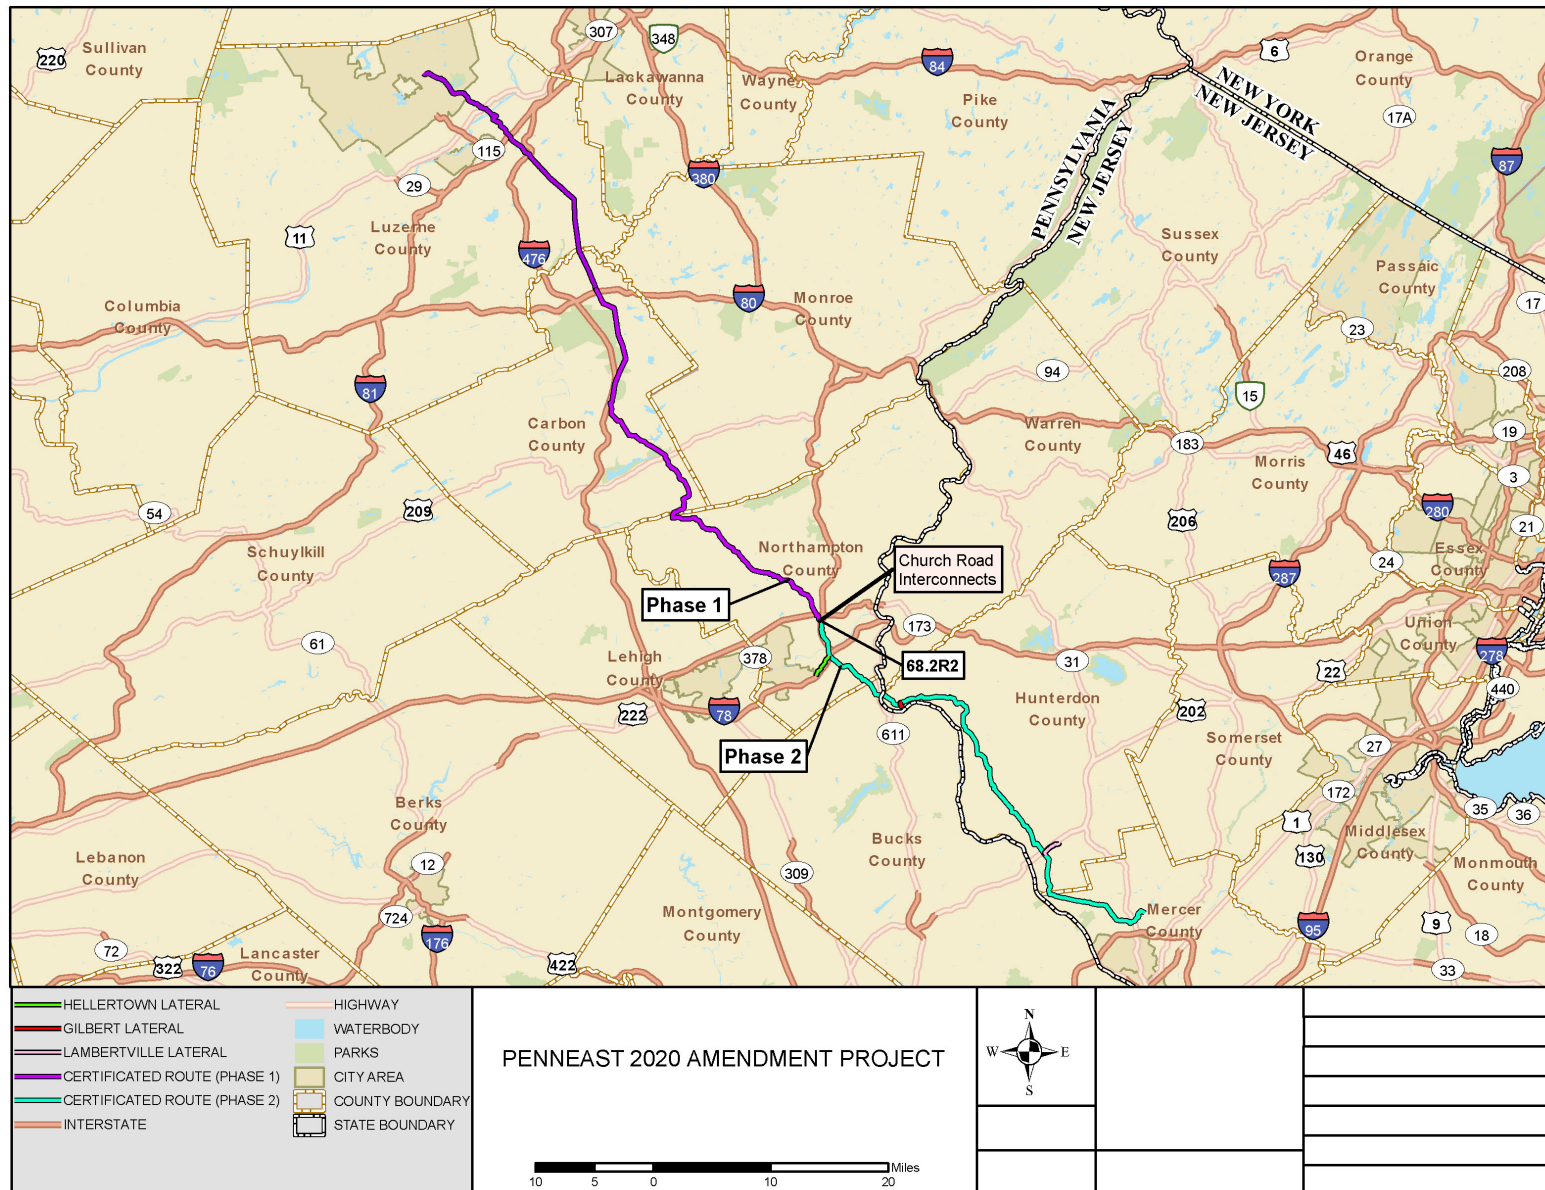 Sullivan
County
220
307
348
Lackawanna
County
Wayne
County
84
6
Orange
County
Pike
County
NEW YORK
NEW JERSEY
17A
PENNSYLVANIA
NEW JERSEY
87
115
29
380
11
Luzerne
County
476
Sussex
County
Passaic
County
17
Columbia
County
80
Monroe
County
23
81
94
15
208
Carbon
County
Warren
County
183
Morris
County
46
19
3
54
209
206
280
21
Schuylkill
County
Northampton
County
Church Road
Interconnects
287
24
Essex
County
Phase 1
61
173
Union
County
Lehigh
County
378
68.2R2
31
22
278
222
78
Hunterdon
County
202
440
611
Somerset
County
27
Phase 2
172
Berks
County
35
36
1
Middlesex
County
130
Bucks
County
Lebanon
County
12
309
Monmouth
County
724
Montgomery
County
Mercer
County
95
9
18
72
176
Lancaster
County
322
76
422
33
HELLERTOWN LATERAL
GILBERT LATERAL
LAMBERTVILLE LATERAL
CERTIFICATED ROUTE (PHASE 1)
CERTIFICATED ROUTE (PHASE 2)
INTERSTATE
HIGHWAY
WATERBODY
PARKS
CITY AREA
COUNTY BOUNDARY
STATE BOUNDARY
PENNEAST 2020 AMENDMENT PROJECT
Miles
10 5 0 10 20
N
W E
S